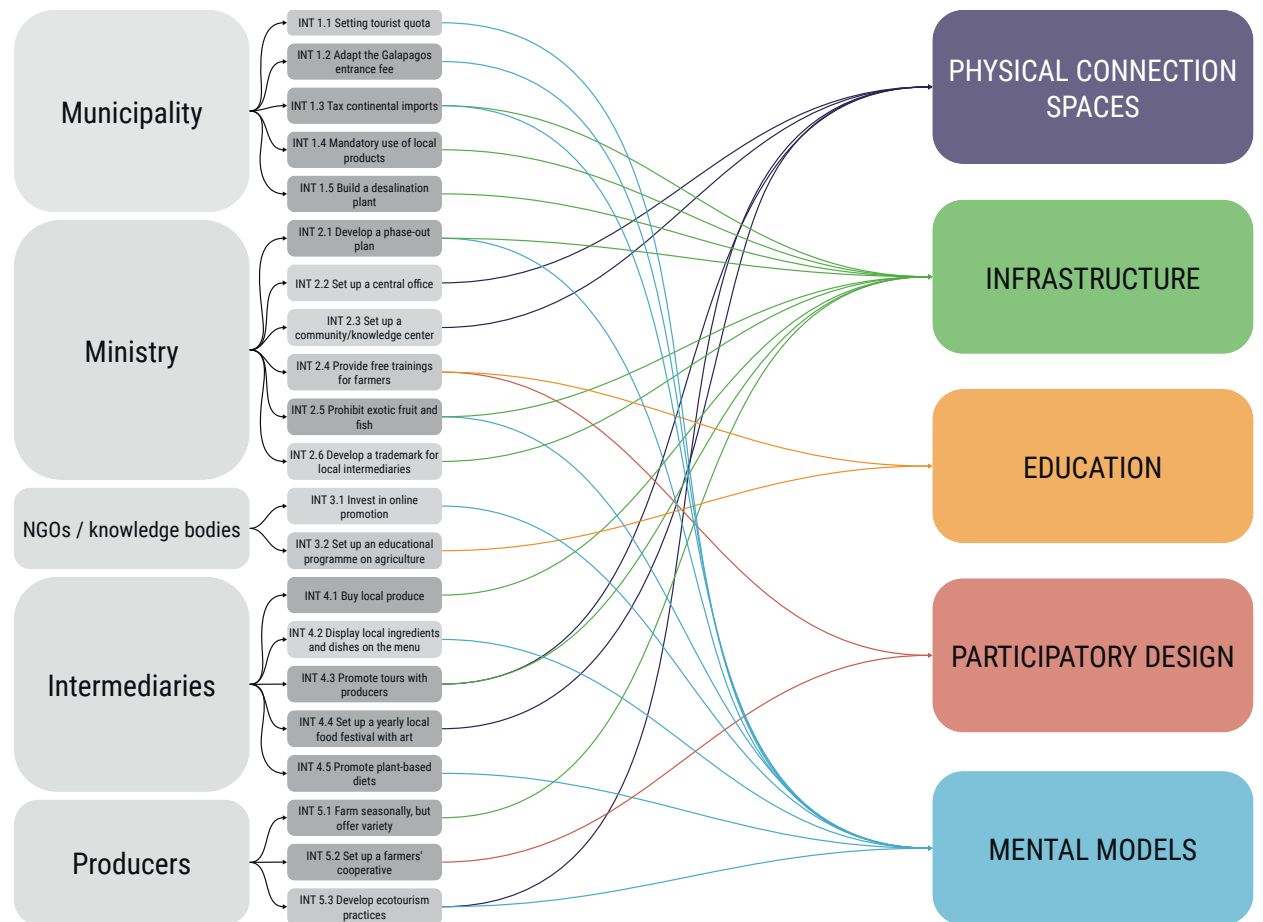 Municipality
INT 1.1 Setting tourist quota
INT 1.2 Adapt the Galapagos
entrance fee
INT 1.3 Tax continental imports
INT 1.4 Mandatory use of local
products
INT 1.5 Build a desalination
plant
Ministry
INT 2.1 Develop a phase-out
plan
INT 2.2 Set up a central office
INT 2.3 Set up a
community/knowledge center
INT 2.4 Provide free trainings
for farmers
INT 2.5 Prohibit exotic fruit and
fish
INT 2.6 Develop a trademark for
local intermediaries
NGOs / knowledge bodies
INT 3.1 Invest in online
promotion
INT 3.2 Set up an educational
programme on agriculture
Intermediaries
INT 4.1 Buy local produce
INT 4.2 Display local ingredients
and dishes on the menu
INT 4.3 Promote tours with
producers
INT 4.4 Set up a yearly local
food festival with art
INT 4.5 Promote plant-based
diets
Producers
INT 5.1 Farm seasonally, but
offer variety
INT 5.2 Set up a farmers'
cooperative
INT 5.3 Develop ecotourism
practices
PHYSICAL CONNECTION
SPACES
INFRASTRUCTURE
EDUCATION
PARTICIPATORY DESIGN
MENTAL MODELS